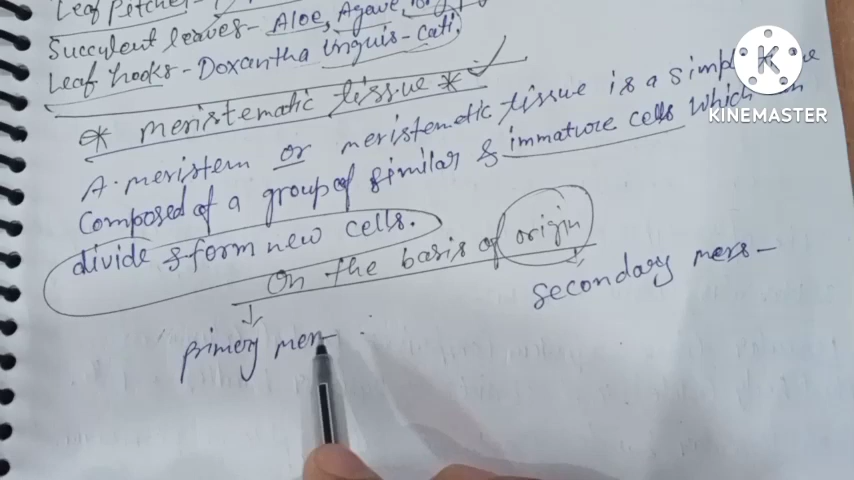 Leaf Pitcher-
Succulent leaves- Aloe, Agave,
Leaf hooks- Doxantha unguis-Cati.
* meristematic tissue *
A. meristem or meristemetic tissue is a simple
Composed of a group of similar & immature cells which
divide & form new cells.
On the basis of origin
secondary mers-
primery mer-
KINEMASTER